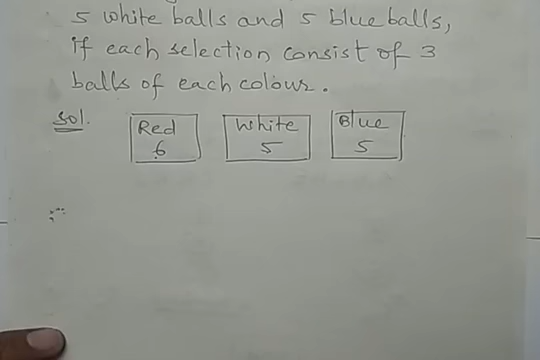 5 white balls and 5 blue balls,
if each selection consist of 3
balls of each colour.
Sol.
Red White Blue
6 5 5